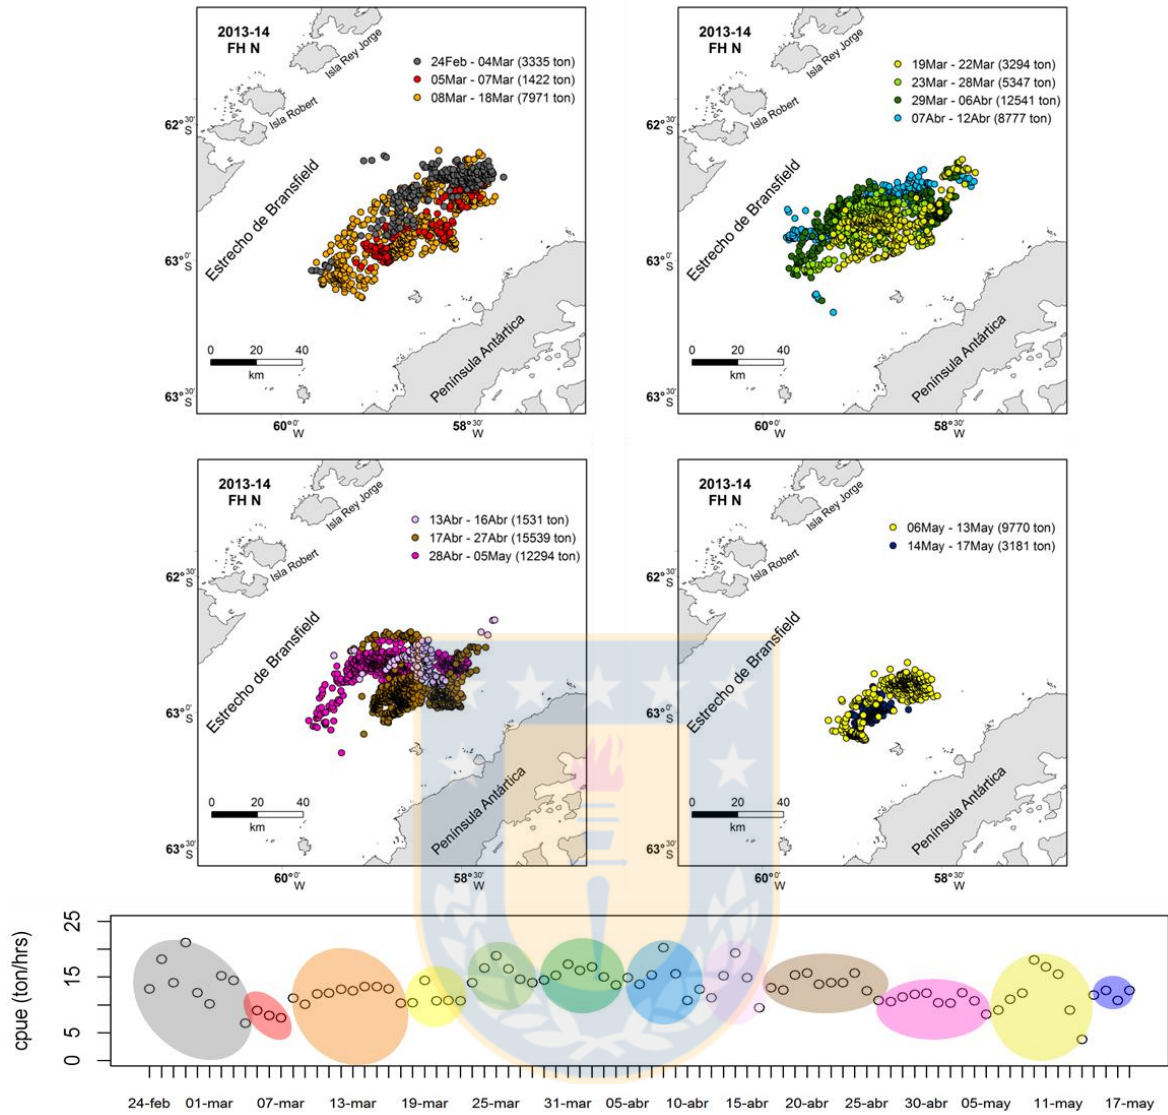 2013-14
FH N
Isla Rey Jorge
Isla Robert
24Feb - 04Mar (3335 ton)
05Mar - 07Mar (1422 ton)
08Mar - 18Mar (7971 ton)
Estrecho de Bransfield
Península Antártica
62° 30' S
63° 0' S
63° 30' S
0 20 40
km
60° 0' W
58° 30' W
2013-14
FH N
Isla Rey Jorge
Isla Robert
19Mar - 22Mar (3294 ton)
23Mar - 28Mar (5347 ton)
29Mar - 06Abr (12541 ton)
07Abr - 12Abr (8777 ton)
Estrecho de Bransfield
Península Antártica
62° 30' S
63° 0' S
63° 30' S
0 20 40
km
60° 0' W
58° 30' W
2013-14
FH N
Isla Rey Jorge
Isla Robert
13Abr - 16Abr (1531 ton)
17Abr - 27Abr (15539 ton)
28Abr - 05May (12294 ton)
Estrecho de Bransfield
Península Antártica
62° 30' S
63° 0' S
63° 30' S
0 20 40
km
60° 0' W
58° 30' W
2013-14
FH N
Isla Rey Jorge
Isla Robert
06May - 13May (9770 ton)
14May - 17May (3181 ton)
Estrecho de Bransfield
Península Antártica
62° 30' S
63° 0' S
63° 30' S
0 20 40
km
60° 0' W
58° 30' W
cpue (ton/hrs)
25
15
5
0
24-feb 01-mar 07-mar 13-mar 19-mar 25-mar 31-mar 05-abr 10-abr 15-abr 20-abr 25-abr 30-abr 05-may 11-may 17-may